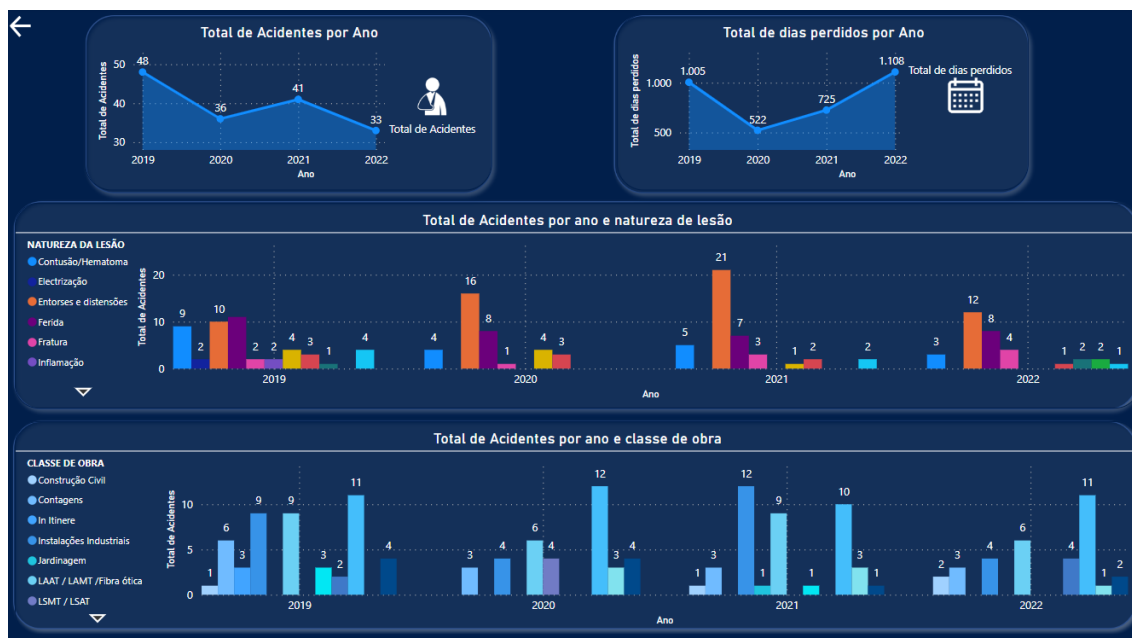 Total de Acidentes por Ano
Total de Acidentes
50
40
30
48
36
41
33
2019
2020
2021
2022
Ano
Total de Acidentes
Total de dias perdidos por Ano
Total de dias perdidos
1.000
500
1.005
522
725
1.108
2019
2020
2021
2022
Ano
Total de dias perdidos
Total de Acidentes por ano e natureza de lesão
NATUREZA DA LESÃO
Contusão/Hematoma
Electrização
Entorses e distensões
Ferida
Fratura
Inflamação
Total de Acidentes
20
10
0
9 2 10 2 2 4 3 1 4
4 16 8 1 4 3
5 21 7 3 1 2 2
3 12 8 4 1 2 2 1
2019
2020
2021
2022
Ano
Total de Acidentes por ano e classe de obra
CLASSE DE OBRA
Construção Civil
Contagens
In Itinere
Instalações Industriais
Jardinagem
LAAT / LAMT /Fibra ótica
LSMT / LSAT
Total de Acidentes
10
5
0
1 6 3 9 9 3 2 11 4
3 4 6 4 12 3 4
1 3 12 1 9 1 10 3 1
2 3 4 6 4 11 1 2
2019
2020
2021
2022
Ano